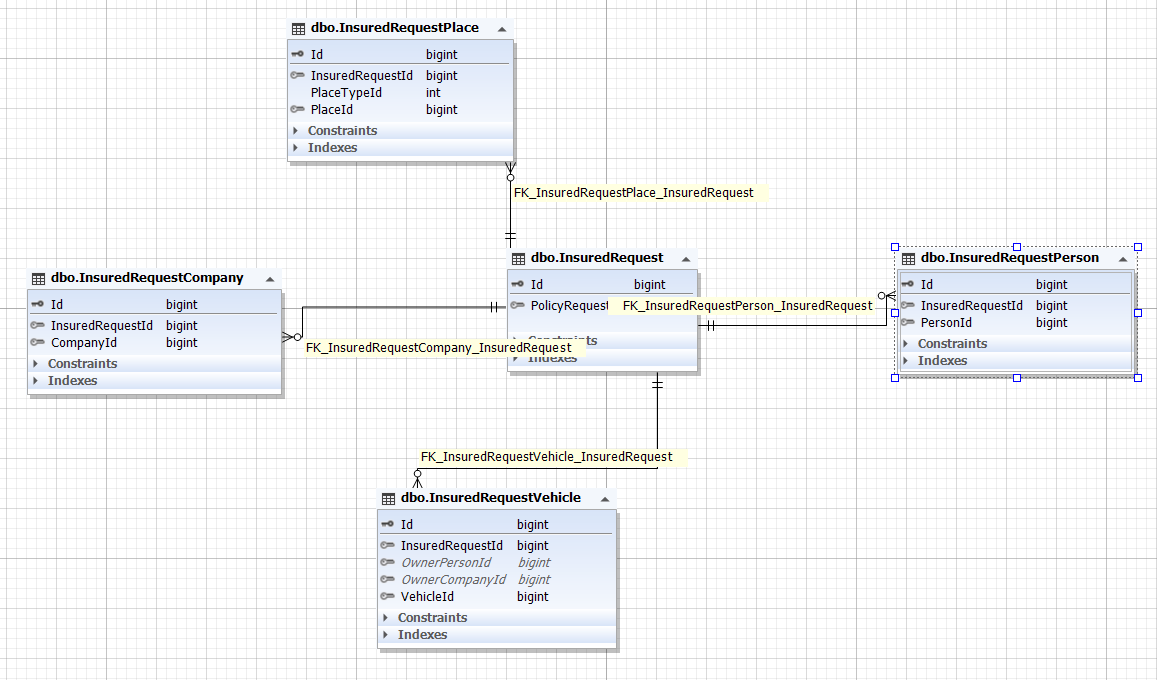 dbo.InsuredRequestPlace
Id bigint
InsuredRequestId bigint
PlaceTypeId int
PlaceId bigint
Constraints
Indexes
FK_InsuredRequestPlace_InsuredRequest
dbo.InsuredRequestCompany
Id bigint
InsuredRequestId bigint
CompanyId bigint
Constraints
Indexes
FK_InsuredRequestCompany_InsuredRequest
dbo.InsuredRequest
Id bigint
PolicyRequest
Constraints
Indexes
FK_InsuredRequestPerson_InsuredRequest
dbo.InsuredRequestPerson
Id bigint
InsuredRequestId bigint
PersonId bigint
Constraints
Indexes
FK_InsuredRequestVehicle_InsuredRequest
dbo.InsuredRequestVehicle
Id bigint
InsuredRequestId bigint
OwnerPersonId bigint
OwnerCompanyId bigint
VehicleId bigint
Constraints
Indexes